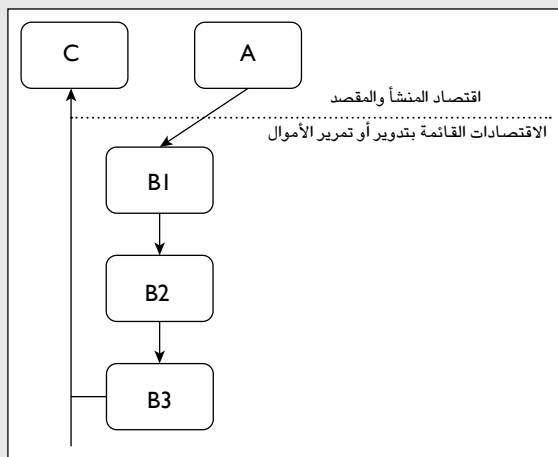 C
A
اقتصاد المنشأ والمقصد
الاقتصادات القائمة بتدوير أو تمرير الأموال
B1
B2
B3